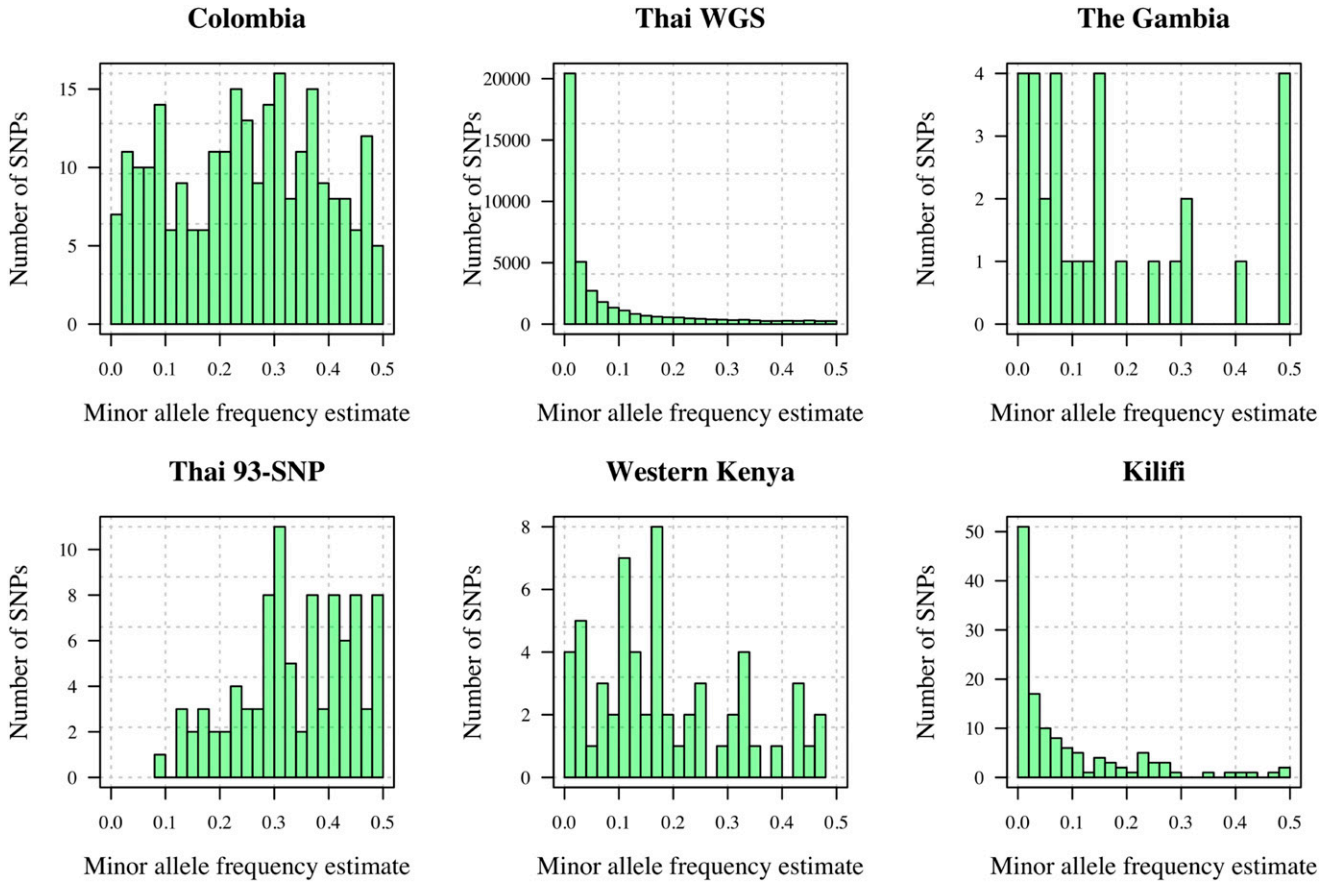 Colombia
Number of SNPs
15
10
5
0
0.0 0.1 0.2 0.3 0.4 0.5
Minor allele frequency estimate
Thai WGS
Number of SNPs
20000
15000
10000
5000
0
0.0 0.1 0.2 0.3 0.4 0.5
Minor allele frequency estimate
The Gambia
Number of SNPs
4
3
2
1
0
0.0 0.1 0.2 0.3 0.4 0.5
Minor allele frequency estimate
Thai 93-SNP
Number of SNPs
10
8
6
4
2
0
0.0 0.1 0.2 0.3 0.4 0.5
Minor allele frequency estimate
Western Kenya
Number of SNPs
8
6
4
2
0
0.0 0.1 0.2 0.3 0.4 0.5
Minor allele frequency estimate
Kilifi
Number of SNPs
50
40
30
20
10
0
0.0 0.1 0.2 0.3 0.4 0.5
Minor allele frequency estimate